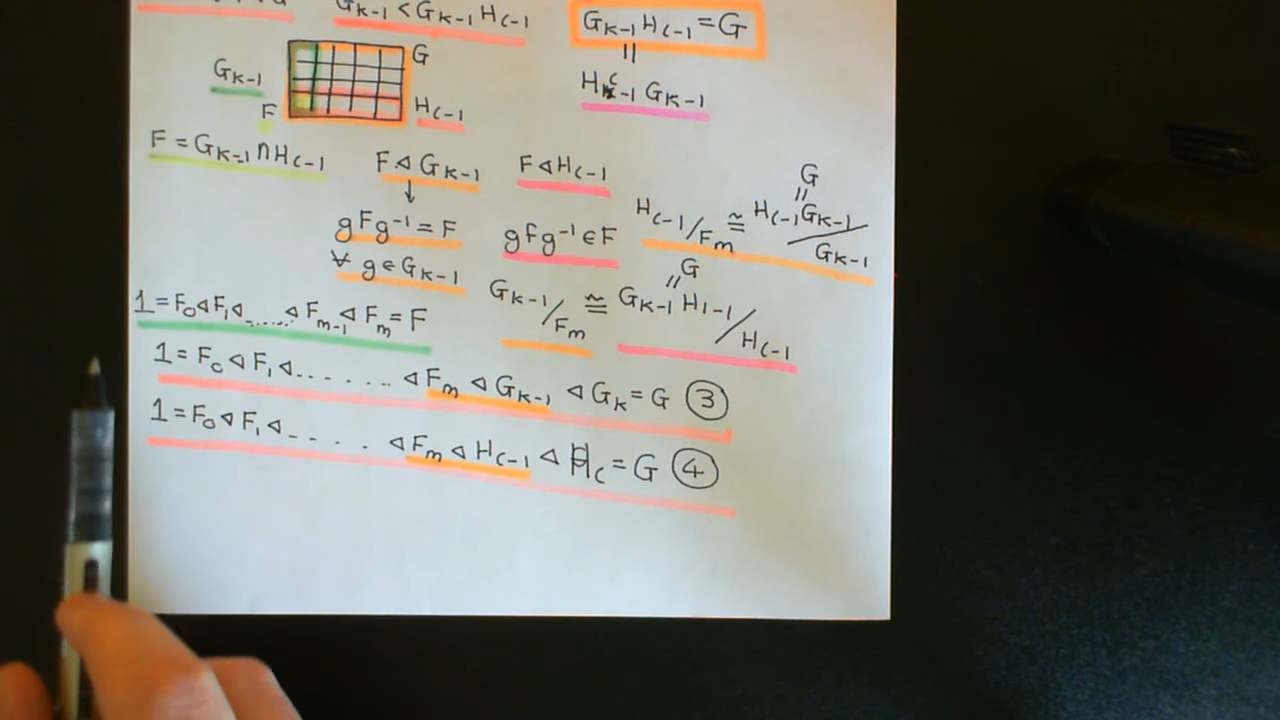 G_{K-1} < G_{K-1} H_{L-1}
G_{K-1} H_{L-1} = G
||
H_{L-1} G_{K-1}
G_{K-1}
G
F
H_{L-1}
F = G_{K-1} ∩ H_{L-1}
F ◁ G_{K-1}
F ◁ H_{L-1}
↓
gFg⁻¹ = F
∀ g ∈ G_{K-1}
gfg⁻¹ ∈ F
G
||
H_{L-1}/F_m ≅ H_{L-1}G_{K-1}/G_{K-1}
G
||
G_{K-1}/F_m ≅ G_{K-1} H_{L-1}/H_{L-1}
1 = F_0 ◁ F_1 ◁ ...... ◁ F_{m-1} ◁ F_m = F
1 = F_0 ◁ F_1 ◁ ....... ◁ F_m ◁ G_{K-1} ◁ G_K = G ③
1 = F_0 ◁ F_1 ◁ ..... ◁ F_m ◁ H_{L-1} ◁ H_L = G ④